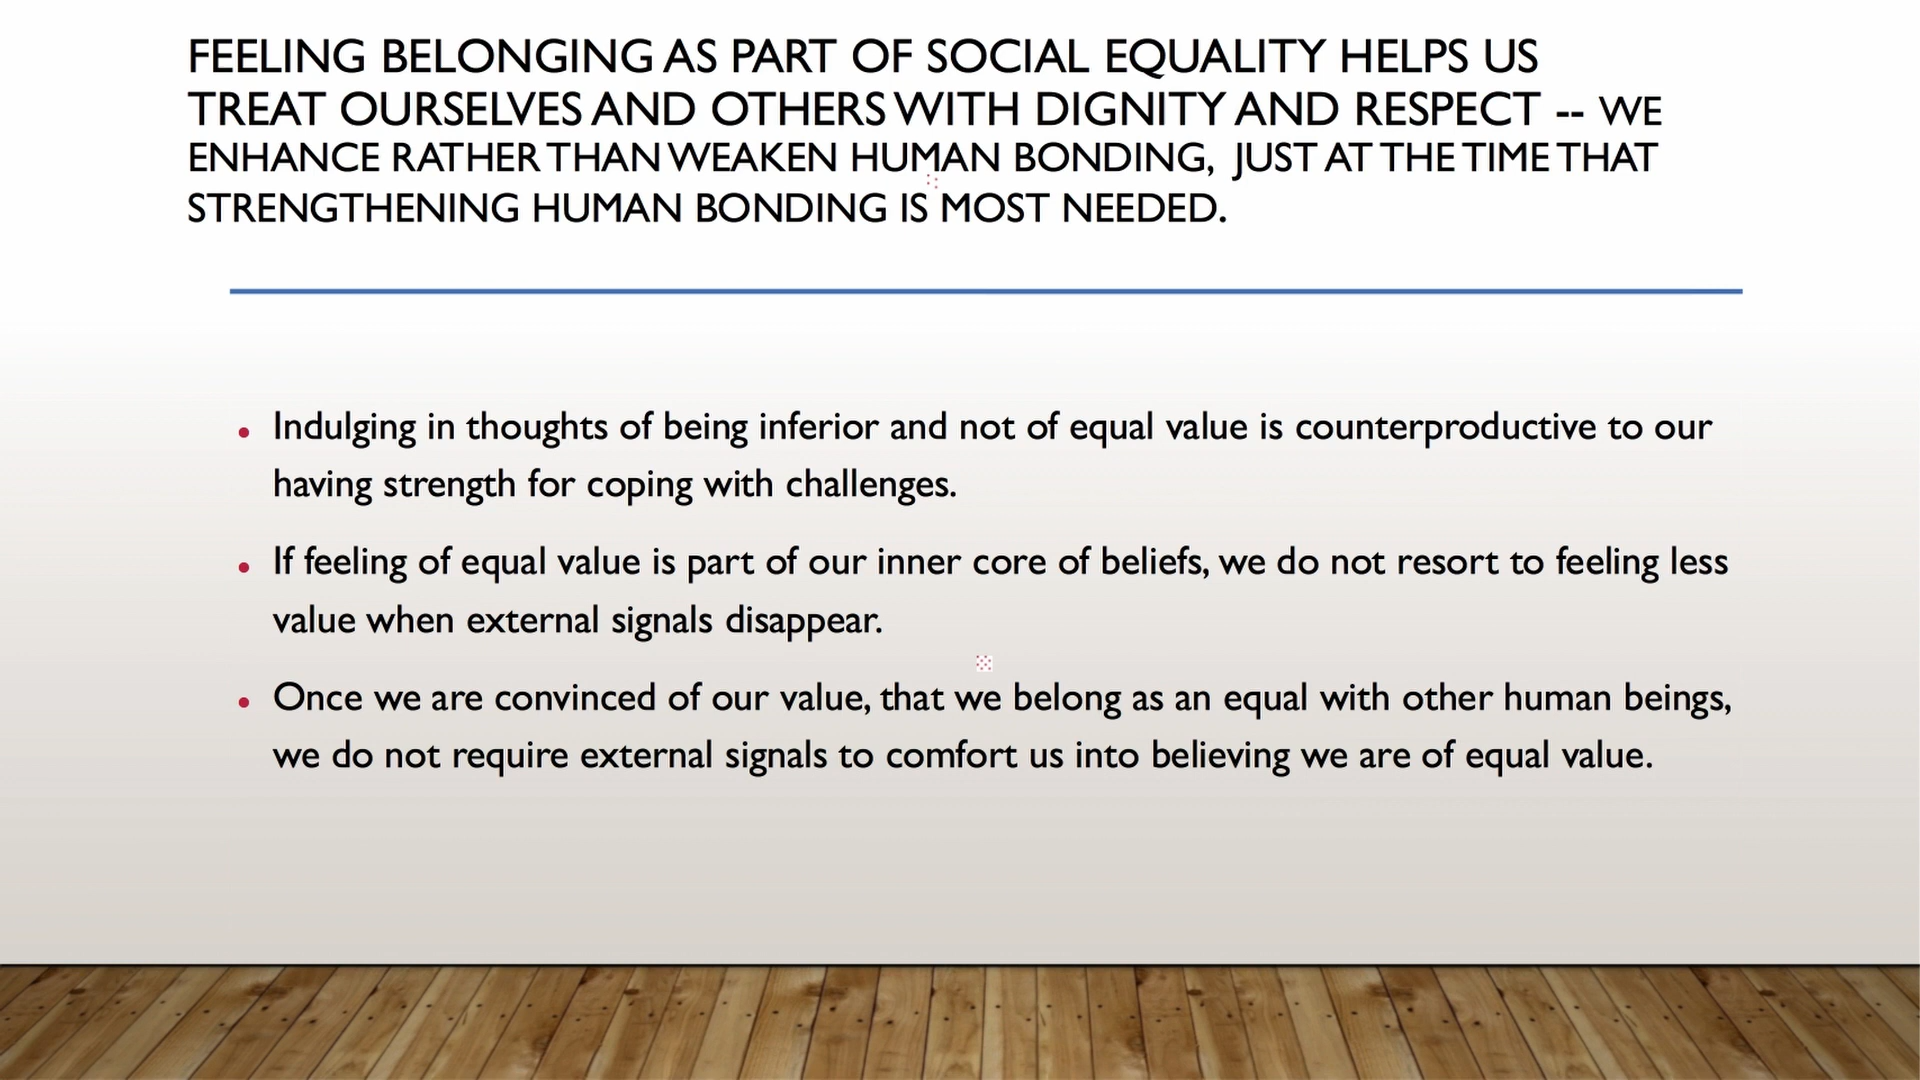 FEELING BELONGING AS PART OF SOCIAL EQUALITY HELPS US
TREAT OURSELVES AND OTHERS WITH DIGNITY AND RESPECT -- WE
ENHANCE RATHER THAN WEAKEN HUMAN BONDING, JUST AT THE TIME THAT
STRENGTHENING HUMAN BONDING IS MOST NEEDED.
• Indulging in thoughts of being inferior and not of equal value is counterproductive to our
having strength for coping with challenges.
• If feeling of equal value is part of our inner core of beliefs, we do not resort to feeling less
value when external signals disappear.
• Once we are convinced of our value, that we belong as an equal with other human beings,
we do not require external signals to comfort us into believing we are of equal value.